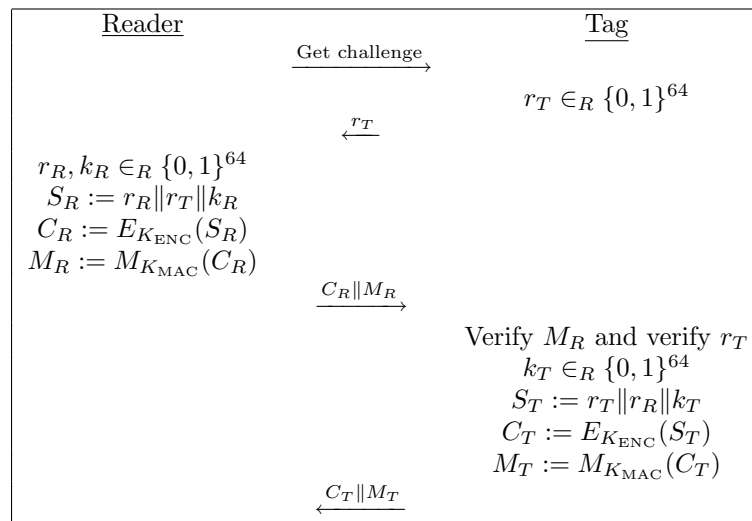 Reader Tag
Get challenge
r_T ∈_R {0, 1}^64
r_T
r_R, k_R ∈_R {0, 1}^64
S_R := r_R‖r_T‖k_R
C_R := E_{K_ENC}(S_R)
M_R := M_{K_MAC}(C_R)
C_R‖M_R
Verify M_R and verify r_T
k_T ∈_R {0, 1}^64
S_T := r_T‖r_R‖k_T
C_T := E_{K_ENC}(S_T)
M_T := M_{K_MAC}(C_T)
C_T‖M_T